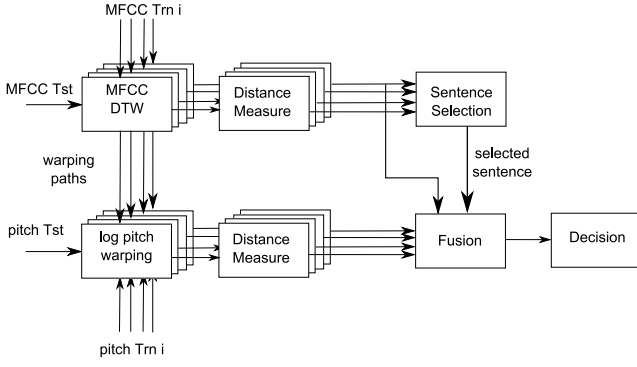 MFCC Trn i
MFCC Tst
MFCC
DTW
Distance
Measure
Sentence
Selection
warping
paths
selected
sentence
pitch Tst
log pitch
warping
Distance
Measure
Fusion
Decision
pitch Trn i